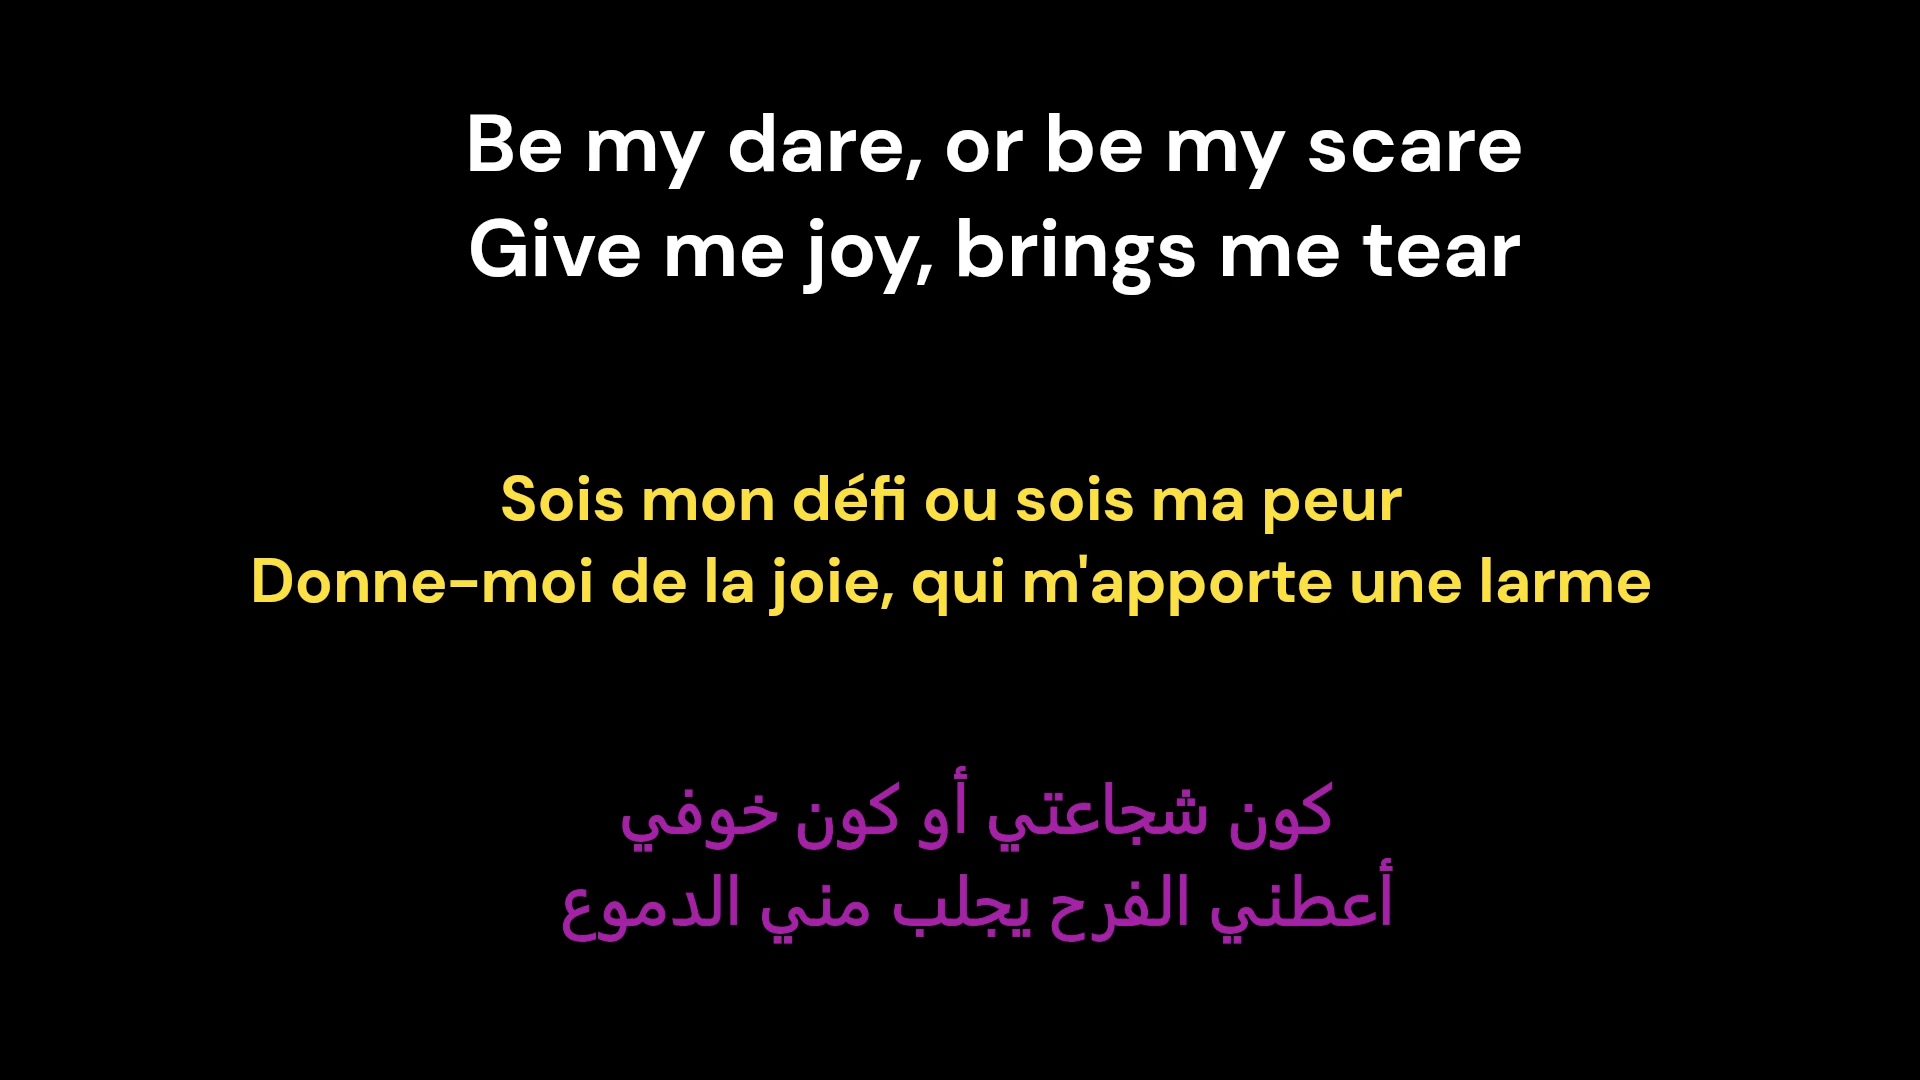 Be my dare, or be my scare
Give me joy, brings me tear
Sois mon défi ou sois ma peur
Donne-moi de la joie, qui m'apporte une larme
كون شجاعتي أو كون خوفي
أعطني الفرح يجلب مني الدموع